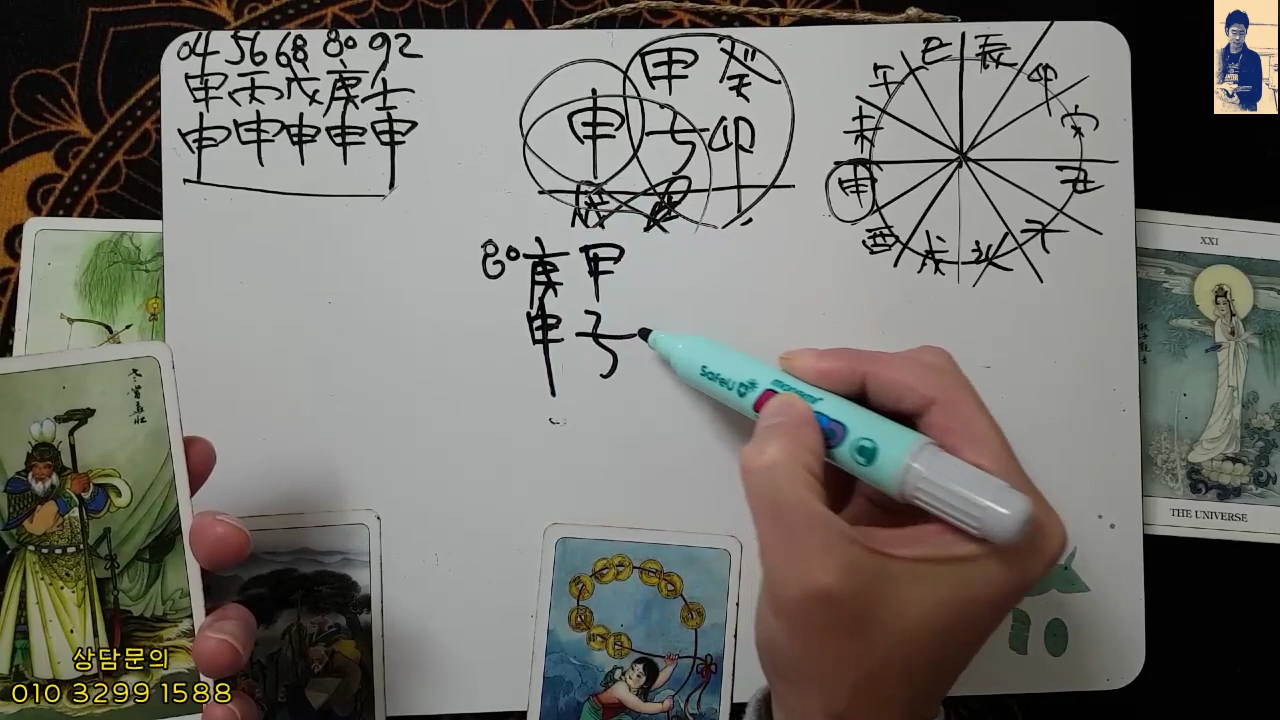 04 56 68 80 92
甲 丙 戊 庚 壬
申 申 申 申 申
甲 癸
申 子 卯
辰 巳 午 未 申 酉 戌 亥 子 丑 寅 卯
80 庚 甲
申 子
SafeU
monami
XXI
THE UNIVERSE
상담문의
010 3299 1588